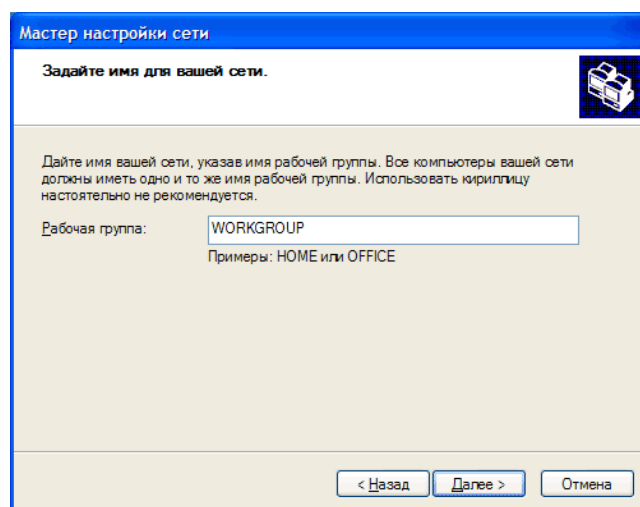 Мастер настройки сети
Задайте имя для вашей сети.
Дайте имя вашей сети, указав имя рабочей группы. Все компьютеры вашей сети
должны иметь одно и то же имя рабочей группы. Использовать кириллицу
настоятельно не рекомендуется.
Рабочая группа: WORKGROUP
Примеры: HOME или OFFICE
< Назад Далее > Отмена